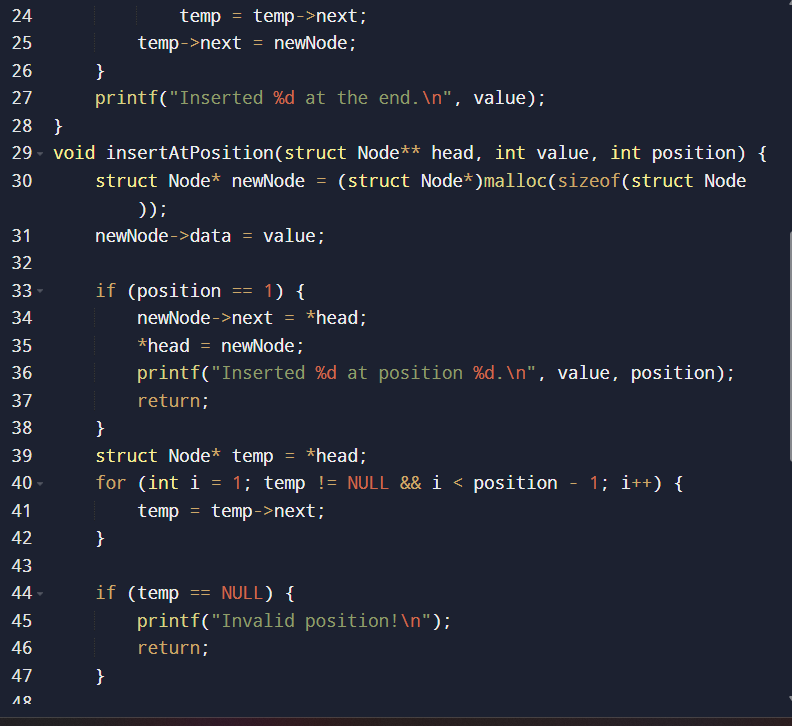 24 temp = temp->next;
25 temp->next = newNode;
26 }
27 printf("Inserted %d at the end.\n", value);
28 }
29 void insertAtPosition(struct Node** head, int value, int position) {
30 struct Node* newNode = (struct Node*)malloc(sizeof(struct Node
));
31 newNode->data = value;
32
33 if (position == 1) {
34 newNode->next = *head;
35 *head = newNode;
36 printf("Inserted %d at position %d.\n", value, position);
37 return;
38 }
39 struct Node* temp = *head;
40 for (int i = 1; temp != NULL && i < position - 1; i++) {
41 temp = temp->next;
42 }
43
44 if (temp == NULL) {
45 printf("Invalid position!\n");
46 return;
47 }
48